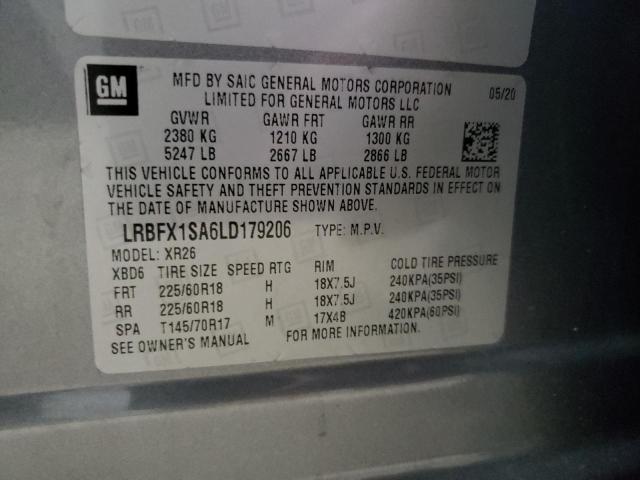 GM
MFD BY SAIC GENERAL MOTORS CORPORATION
LIMITED FOR GENERAL MOTORS LLC
05/20
GVWR GAWR FRT GAWR RR
2380 KG 1210 KG 1300 KG
5247 LB 2667 LB 2866 LB
THIS VEHICLE CONFORMS TO ALL APPLICABLE U.S. FEDERAL MOTOR
VEHICLE SAFETY AND THEFT PREVENTION STANDARDS IN EFFECT ON
THE DATE OF MANUFACTURE SHOWN ABOVE.
LRBFX1SA6LD179206 TYPE: M.P.V.
MODEL: XR26
XBD6 TIRE SIZE SPEED RTG RIM COLD TIRE PRESSURE
FRT 225/60R18 H 18X7.5J 240KPA(35PSI)
RR 225/60R18 H 18X7.5J 240KPA(35PSI)
SPA T145/70R17 M 17X4B 420KPA(60PSI)
SEE OWNER'S MANUAL FOR MORE INFORMATION.